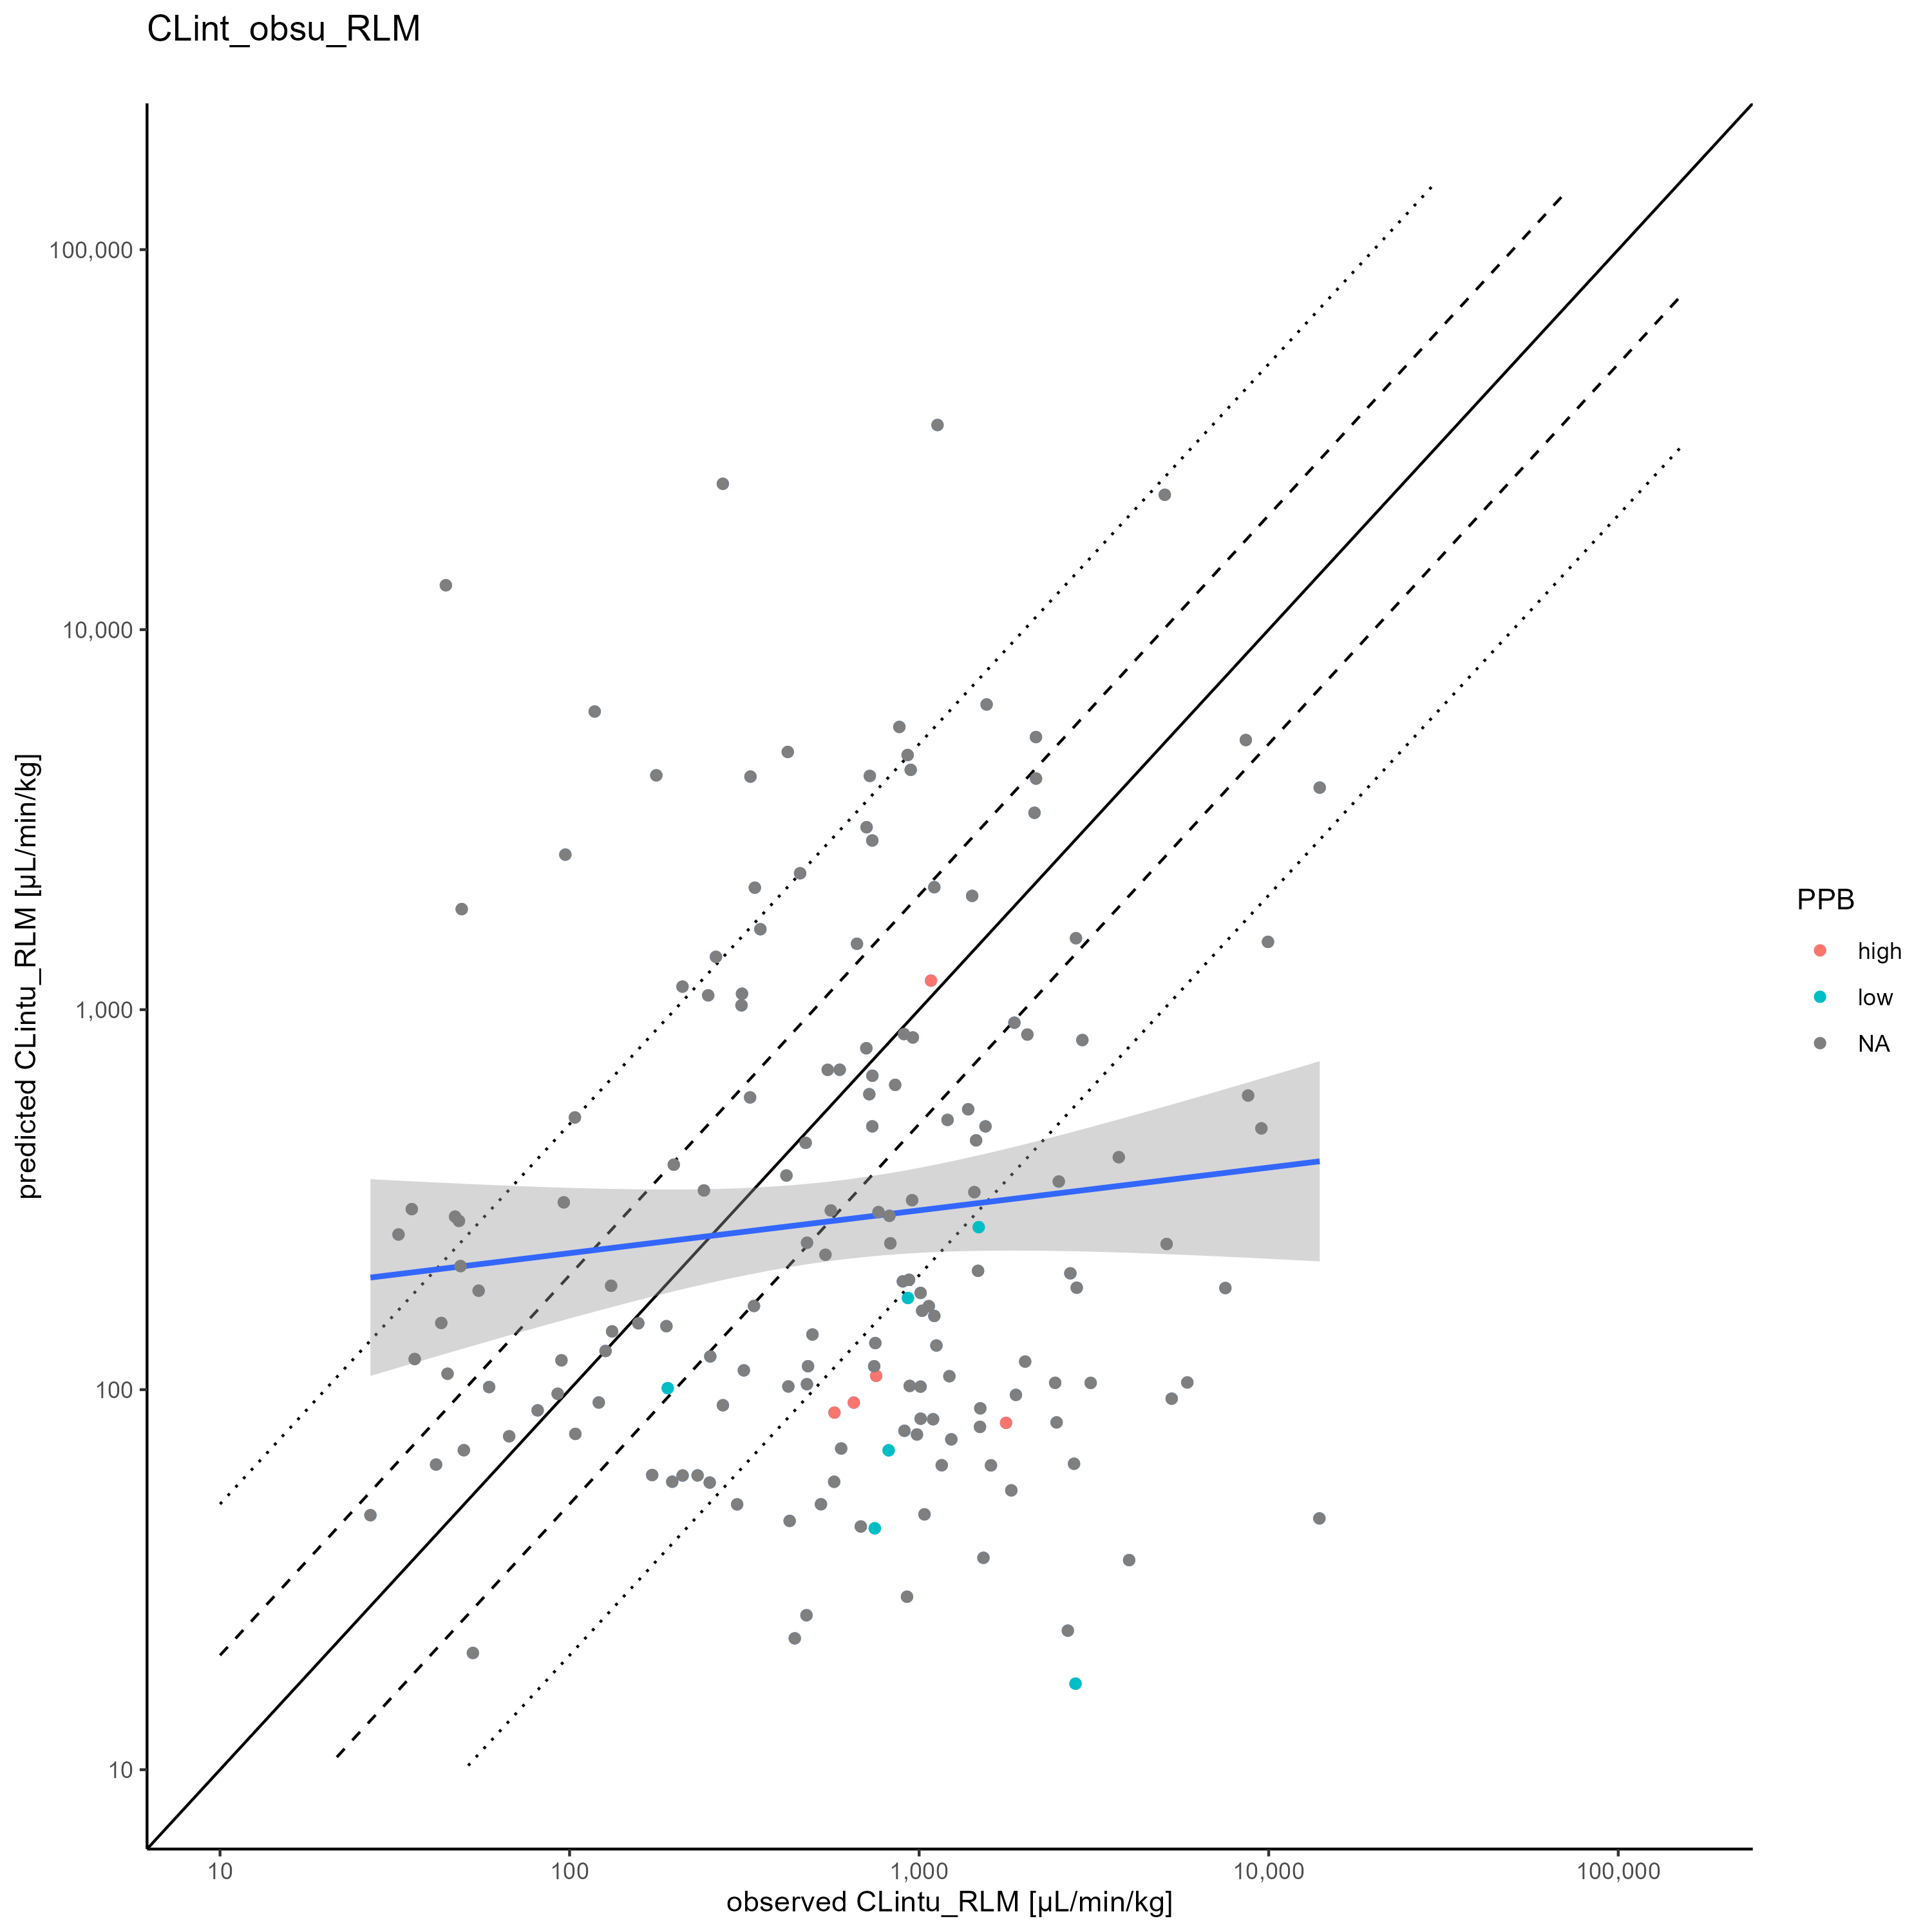 CLint_obsu_RLM
predicted CLintu_RLM [µL/min/kg]
100,000
10,000
1,000
100
10
10
100
1,000
10,000
100,000
observed CLintu_RLM [µL/min/kg]
PPB
high
low
NA